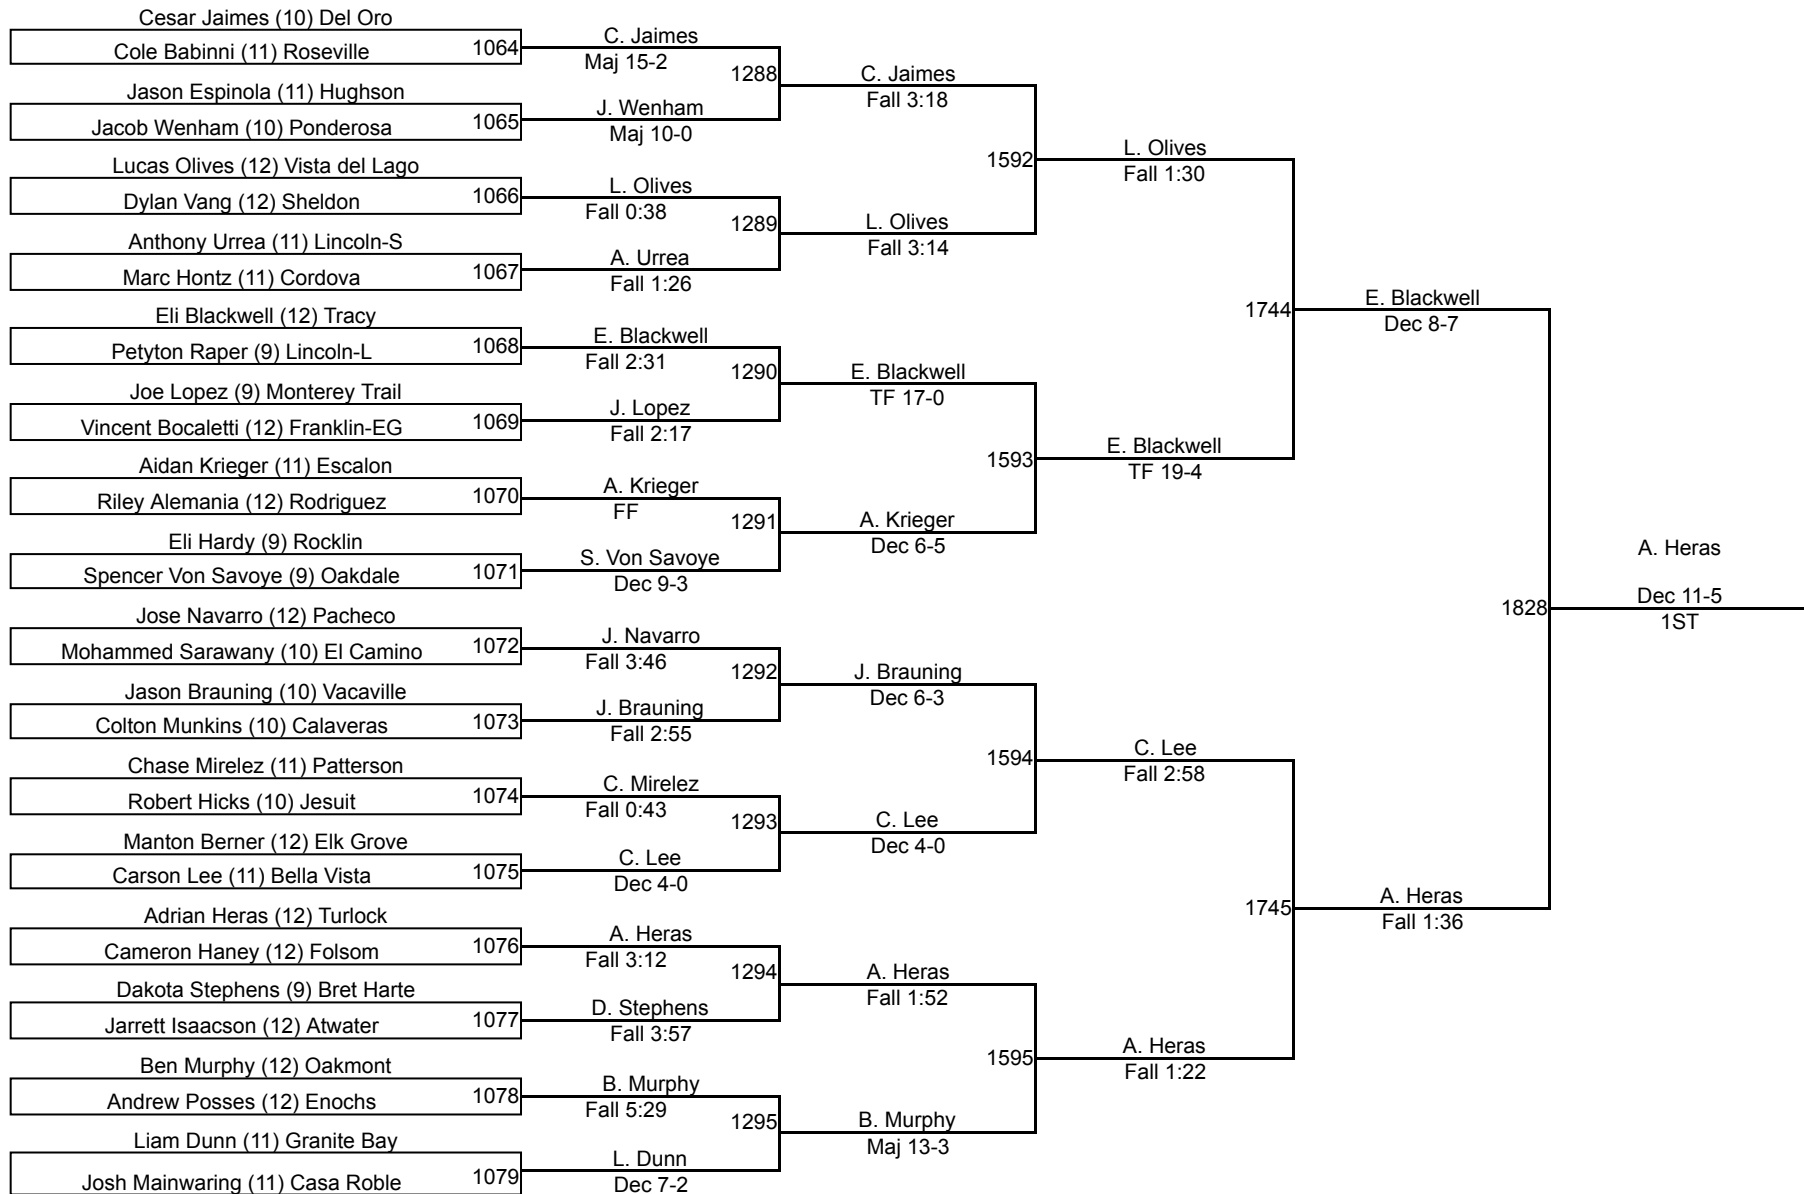 Cesar Jaimes (10) Del Oro
Cole Babinni (11) Roseville
1064
Jason Espinola (11) Hughson
Jacob Wenham (10) Ponderosa
1065
Lucas Olives (12) Vista del Lago
Dylan Vang (12) Sheldon
1066
Anthony Urrea (11) Lincoln-S
Marc Hontz (11) Cordova
1067
Eli Blackwell (12) Tracy
Petyton Raper (9) Lincoln-L
1068
Joe Lopez (9) Monterey Trail
Vincent Bocaletti (12) Franklin-EG
1069
Aidan Krieger (11) Escalon
Riley Alemania (12) Rodriguez
1070
Eli Hardy (9) Rocklin
Spencer Von Savoye (9) Oakdale
1071
Jose Navarro (12) Pacheco
Mohammed Sarawany (10) El Camino
1072
Jason Brauning (10) Vacaville
Colton Munkins (10) Calaveras
1073
Chase Mirelez (11) Patterson
Robert Hicks (10) Jesuit
1074
Manton Berner (12) Elk Grove
Carson Lee (11) Bella Vista
1075
Adrian Heras (12) Turlock
Cameron Haney (12) Folsom
1076
Dakota Stephens (9) Bret Harte
Jarrett Isaacson (12) Atwater
1077
Ben Murphy (12) Oakmont
Andrew Posses (12) Enochs
1078
Liam Dunn (11) Granite Bay
Josh Mainwaring (11) Casa Roble
1079
C. Jaimes
Maj 15-2
1288
J. Wenham
Maj 10-0
L. Olives
Fall 0:38
1289
A. Urrea
Fall 1:26
E. Blackwell
Fall 2:31
1290
J. Lopez
Fall 2:17
A. Krieger
FF
1291
S. Von Savoye
Dec 9-3
J. Navarro
Fall 3:46
1292
J. Brauning
Fall 2:55
C. Mirelez
Fall 0:43
1293
C. Lee
Dec 4-0
A. Heras
Fall 3:12
1294
D. Stephens
Fall 3:57
B. Murphy
Fall 5:29
1295
L. Dunn
Dec 7-2
C. Jaimes
Fall 3:18
1592
L. Olives
Fall 3:14
E. Blackwell
TF 17-0
1593
A. Krieger
Dec 6-5
J. Brauning
Dec 6-3
1594
C. Lee
Dec 4-0
A. Heras
Fall 1:52
1595
B. Murphy
Maj 13-3
L. Olives
Fall 1:30
1744
E. Blackwell
TF 19-4
C. Lee
Fall 2:58
1745
A. Heras
Fall 1:22
E. Blackwell
Dec 8-7
1828
A. Heras
Fall 1:36
A. Heras
Dec 11-5
1ST